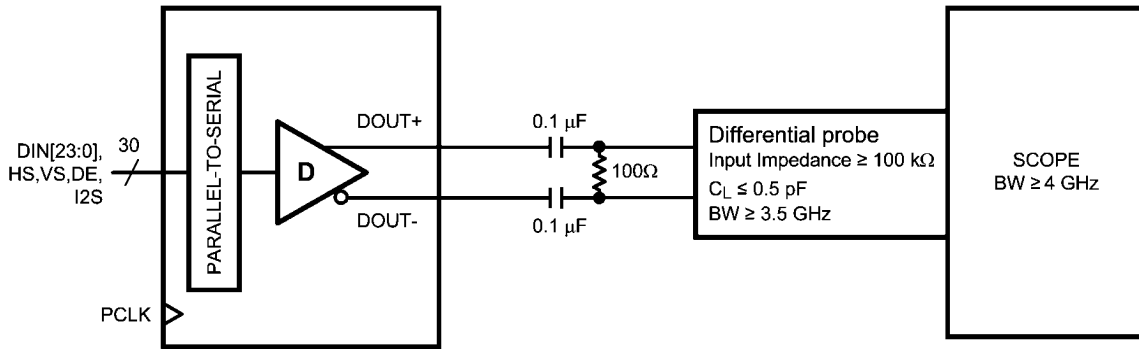 DIN[23:0],
HS,VS,DE,
I2S
30
PCLK
PARALLEL-TO-SERIAL
D
DOUT+
DOUT-
0.1 µF
100Ω
0.1 µF
Differential probe
Input Impedance ≥ 100 kΩ
CL ≤ 0.5 pF
BW ≥ 3.5 GHz
SCOPE
BW ≥ 4 GHz